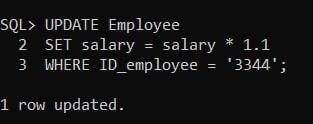 SQL> UPDATE Employee
2 SET salary = salary * 1.1
3 WHERE ID_employee = '3344';
1 row updated.